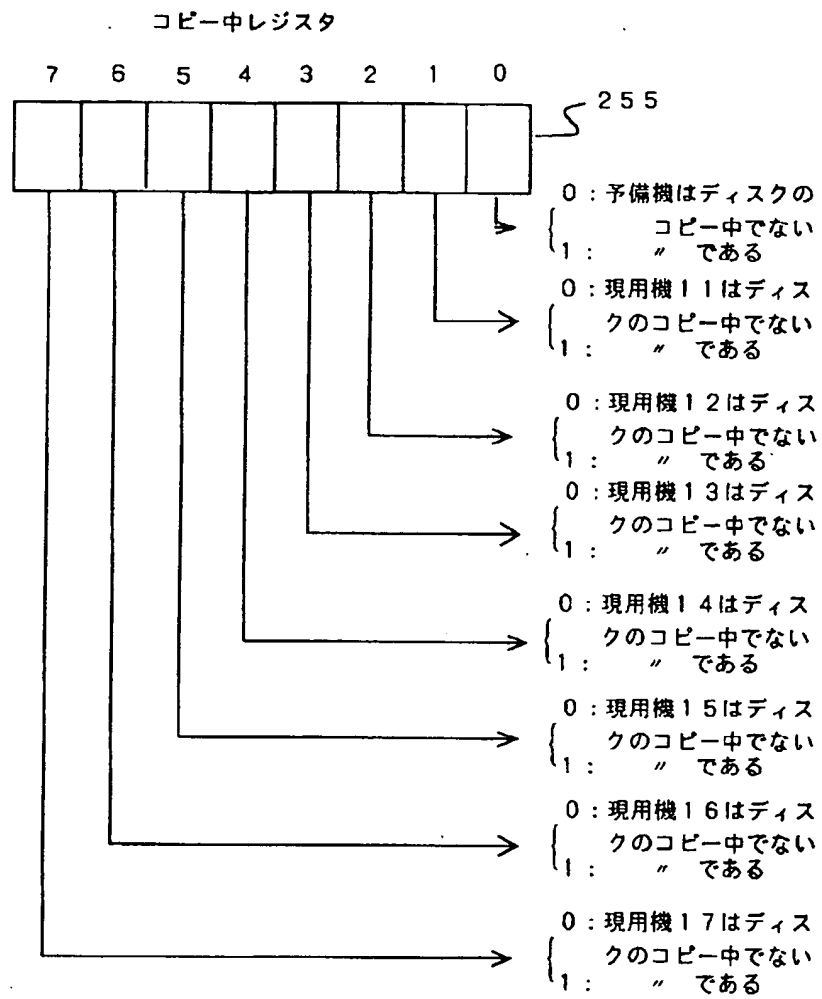 コピー中レジスタ
7 6 5 4 3 2 1 0
255
0：予備機はディスクの
コピー中でない
1：　〃　である
0：現用機11はディス
クのコピー中でない
1：　〃　である
0：現用機12はディス
クのコピー中でない
1：　〃　である
0：現用機13はディス
クのコピー中でない
1：　〃　である
0：現用機14はディス
クのコピー中でない
1：　〃　である
0：現用機15はディス
クのコピー中でない
1：　〃　である
0：現用機16はディス
クのコピー中でない
1：　〃　である
0：現用機17はディス
クのコピー中でない
1：　〃　である